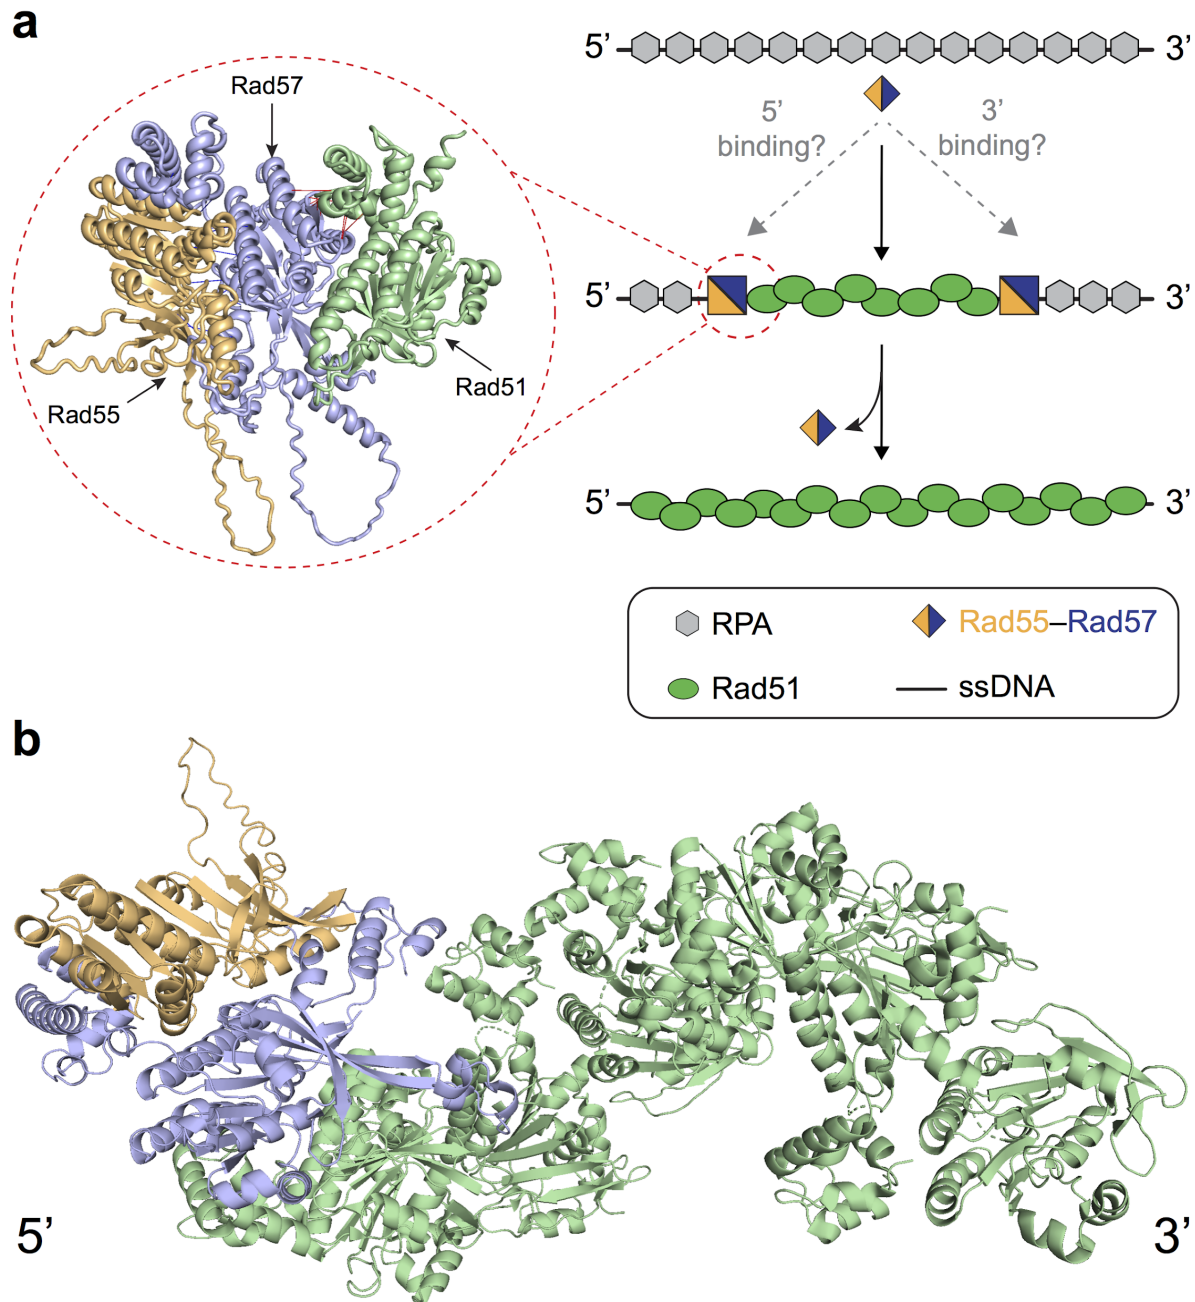 a
5’ 3’
Rad57
5’ binding?
3’ binding?
5’ 3’
Rad51
Rad55
5’ 3’
RPA
Rad55–Rad57
Rad51
ssDNA
b
5’ 3’